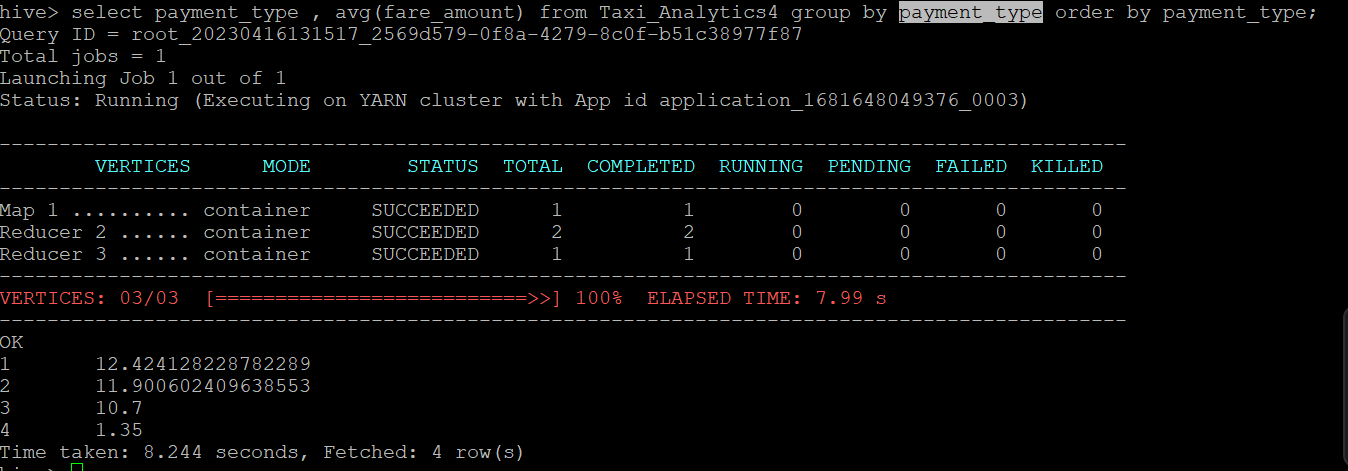 hive> select payment_type , avg(fare_amount) from Taxi_Analytics4 group by payment_type order by payment_type;
Query ID = root_20230416131517_2569d579-0f8a-4279-8c0f-b51c38977f87
Total jobs = 1
Launching Job 1 out of 1
Status: Running (Executing on YARN cluster with App id application_1681648049376_0003)
----------------------------------------------------------------------------------------------
        VERTICES      MODE        STATUS  TOTAL  COMPLETED  RUNNING  PENDING  FAILED  KILLED
----------------------------------------------------------------------------------------------
Map 1 .......... container     SUCCEEDED      1          1        0        0       0       0
Reducer 2 ...... container     SUCCEEDED      2          2        0        0       0       0
Reducer 3 ...... container     SUCCEEDED      1          1        0        0       0       0
----------------------------------------------------------------------------------------------
VERTICES: 03/03  [==========================>>] 100%  ELAPSED TIME: 7.99 s
----------------------------------------------------------------------------------------------
OK
1       12.424128228782289
2       11.900602409638553
3       10.7
4       1.35
Time taken: 8.244 seconds, Fetched: 4 row(s)